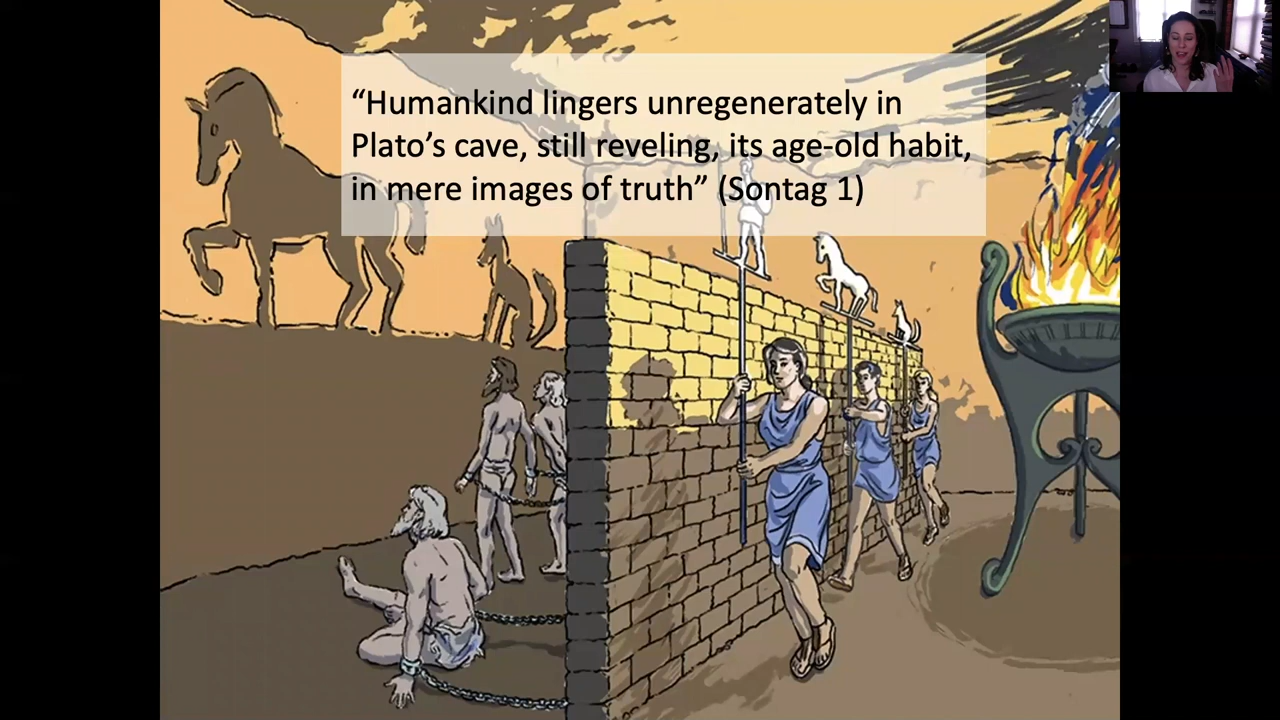 “Humankind lingers unregenerately in
Plato’s cave, still reveling, its age-old habit,
in mere images of truth” (Sontag 1)